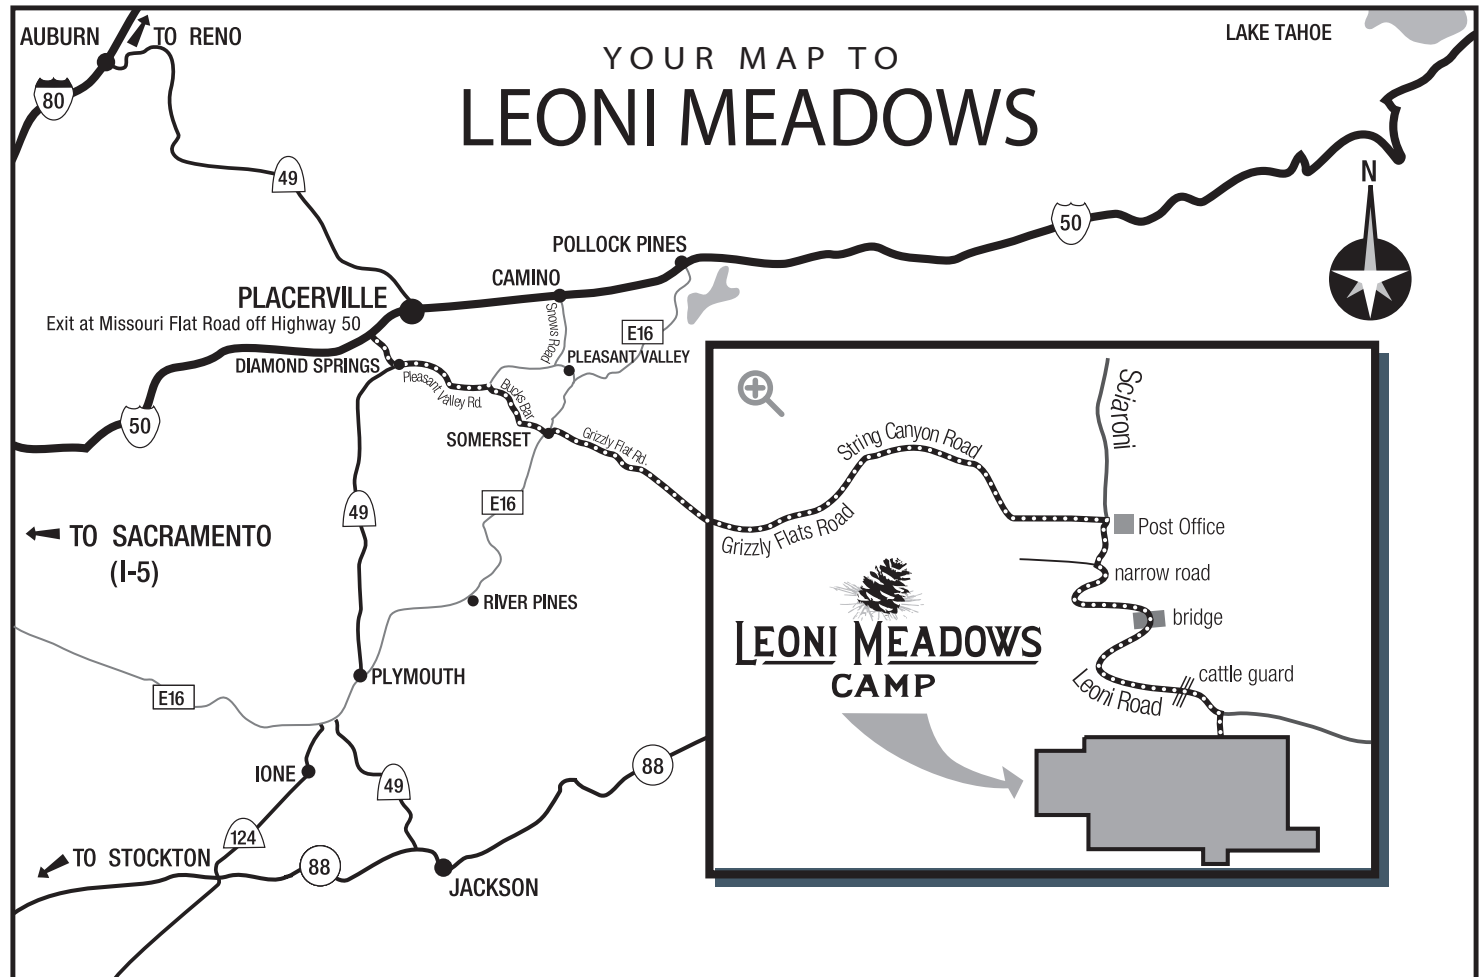 AUBURN
TO RENO
80
49
YOUR MAP TO
LEONI MEADOWS
LAKE TAHOE
N
50
POLLOCK PINES
CAMINO
PLACERVILLE
Exit at Missouri Flat Road off Highway 50
DIAMOND SPRINGS
Snows Road
E16
PLEASANT VALLEY
Pleasant Valley Rd.
Bucks Bar
50
SOMERSET
Grizzly Flat Rd.
E16
49
TO SACRAMENTO
(I-5)
RIVER PINES
PLYMOUTH
E16
IONE
49
88
124
TO STOCKTON
88
JACKSON
Sciaroni
String Canyon Road
Grizzly Flats Road
Post Office
narrow road
bridge
LEONI MEADOWS
CAMP
cattle guard
Leoni Road